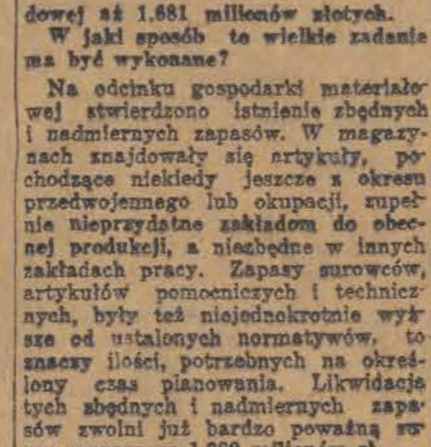 dowej aż 1.681 milionów złotych.
W jaki sposób to wielkie zadanie
ma być wykonane?
Na odcinku gospodarki materiało-
wej stwierdzono istnienie zbędnych
i nadmiernych zapasów. W magazy-
nach znajdowały się artykuły, po-
chodzące niekiedy jeszcze z okresu
przedwojennego lub okupacji, zupeł-
nie nieprzydatne zakładom do obec-
nej produkcji, a niezbędne w innych
zakładach pracy. Zapasy surowców,
artykułów pomocniczych i technicz-
nych, były też niejednokrotnie wyż-
sze od ustalonych normatywów, to
znaczy ilości, potrzebnych na okreś-
lony czas planowania. Likwidacja
tych zbędnych i nadmiernych zapa-
sów zwolni już bardzo poważną su-